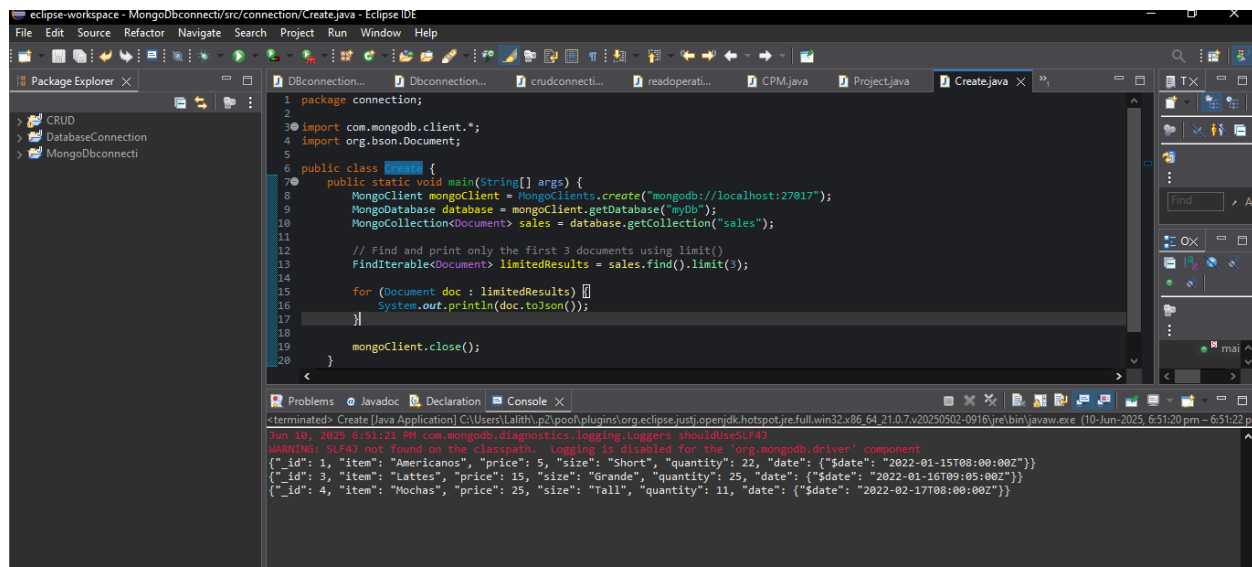 eclipse-workspace - MongoDbconnecti/src/connection/Create.java - Eclipse IDE
File Edit Source Refactor Navigate Search Project Run Window Help
Package Explorer
DBconnection... Dbconnection... crudconnecti... readoperati... CPM.java Project.java Create.java
CRUD
DatabaseConnection
MongoDbconnecti
1 package connection;
2
3 import com.mongodb.client.*;
4 import org.bson.Document;
5
6 public class Create {
7 public static void main(String[] args) {
8 MongoClient mongoClient = MongoClients.create("mongodb://localhost:27017");
9 MongoDatabase database = mongoClient.getDatabase("myDb");
10 MongoCollection<Document> sales = database.getCollection("sales");
11
12 // Find and print only the first 3 documents using limit()
13 FindIterable<Document> limitedResults = sales.find().limit(3);
14
15 for (Document doc : limitedResults) {
16 System.out.println(doc.toJson());
17 }
18
19 mongoClient.close();
20 }
Find
mai
Problems Javadoc Declaration Console
<terminated> Create [Java Application] C:\Users\Lalith\.p2\pool\plugins\org.eclipse.justj.openjdk.hotspot.jre.full.win32.x86_64_21.0.7.v20250502-0916\jre\bin\javaw.exe (10-Jun-2025, 6:51:20 pm – 6:51:22 p
Jun 10, 2025 6:51:21 PM com.mongodb.diagnostics.logging.Loggers shouldUseSLF4J
WARNING: SLF4J not found on the classpath. Logging is disabled for the 'org.mongodb.driver' component
{"_id": 1, "item": "Americanos", "price": 5, "size": "Short", "quantity": 22, "date": {"$date": "2022-01-15T08:00:00Z"}}
{"_id": 3, "item": "Lattes", "price": 15, "size": "Grande", "quantity": 25, "date": {"$date": "2022-01-16T09:05:00Z"}}
{"_id": 4, "item": "Mochas", "price": 25, "size": "Tall", "quantity": 11, "date": {"$date": "2022-02-17T08:00:00Z"}}